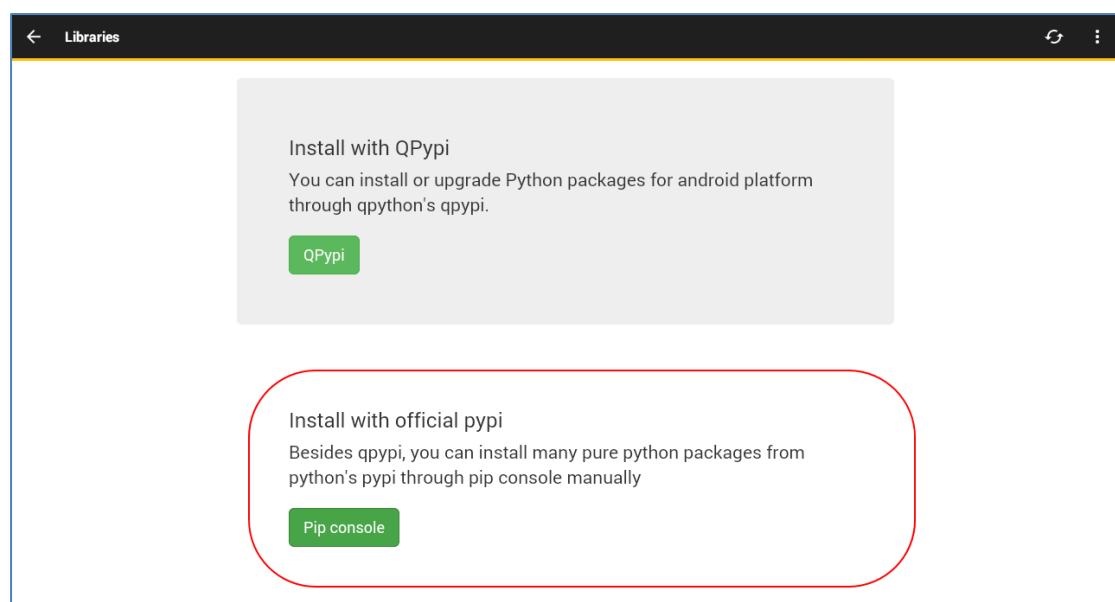 Libraries
Install with QPypi
You can install or upgrade Python packages for android platform
through qpython's qpypi.
QPypi
Install with official pypi
Besides qpypi, you can install many pure python packages from
python's pypi through pip console manually
Pip console